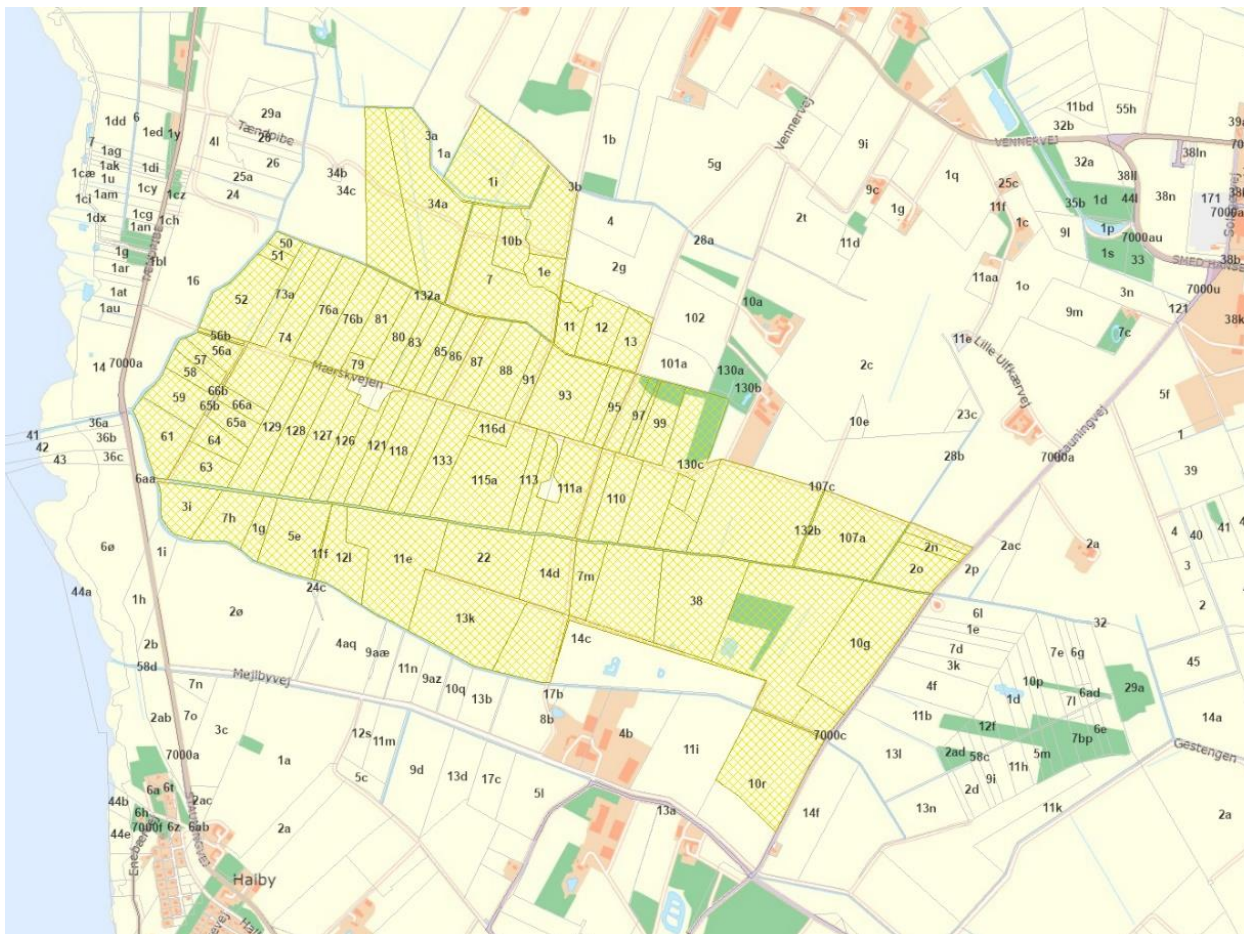 29a
11bd
55h
1dd
6
32b
39a
1ed
1y
Tændpibe
28
4l
1b
9i
VENNERVEJ
7
1ag
3a
Vennervej
1ak
1di
26
1a
5g
32a
38ln
1cæ
1u
25a
34b
1i
3b
9c
1q
25c
38ll
1am
1cy
24
34c
1ci
1cz
35b
1d
44l
38n
171
1dx
1cg
1ch
34a
4
1g
11f
1an
2t
1c
9l
1p
7000au
50
10b
28a
11d
1g
1bl
51
2g
1s
33
38b
1ar
16
7
1e
11aa
1o
7000u
1at
52
73a
132a
10a
3n
121
1au
76a
76b
81
11
12
102
9m
7c
38k
56b
74
80
83
85
13
11e
57
56a
86
87
Lille Ulfkærvej
14
7000a
58
79
88
91
101a
130a
2c
59
66b
Mærskvejen
93
130b
5f
65b
66a
95
97
36a
65a
129
128
127
126
121
118
116d
99
10e
23c
41
36b
61
64
1
42
36c
133
28b
7000a
43
63
130c
39
6aa
115a
113
111a
110
107c
3i
7h
132b
107a
1g
5e
2n
4
40
41
6ø
1i
11f
12l
11e
22
2ac
2a
14d
7m
2o
2p
3
44a
24c
38
1h
13k
6l
32
2
2ø
1e
14c
7d
7e
6g
2b
4aq
9aæ
10g
3k
45
58d
Mejlbyvej
11n
9az
4f
10p
29a
7n
10q
13b
17b
1d
6ad
2ab
7o
11b
7l
14a
3c
8b
12f
6e
12s
4b
7000c
7bp
7000a
11m
11i
13l
5m
Gestengen
1a
2ad
58c
5c
9d
13d
17c
11h
10r
9i
6a
6f
2ac
5l
2d
44b
6h
13a
14f
13n
11k
7000f
6z
6ab
2a
2a
44e
Halby